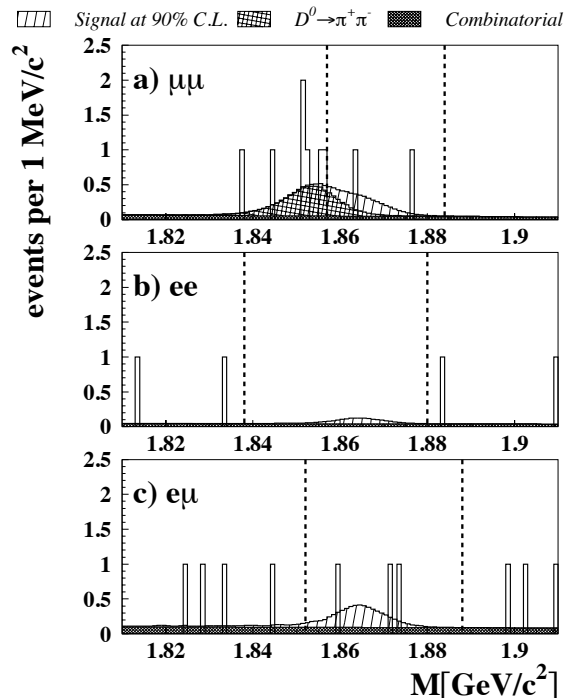 Signal at 90% C.L. D⁰→π⁺π⁻ Combinatorial
events per 1 MeV/c²
2.5
2
1.5
1
0.5
0
a) μμ
1.82 1.84 1.86 1.88 1.9
2.5
2
1.5
1
0.5
0
b) ee
1.82 1.84 1.86 1.88 1.9
2.5
2
1.5
1
0.5
0
c) eμ
1.82 1.84 1.86 1.88 1.9
M[GeV/c²]